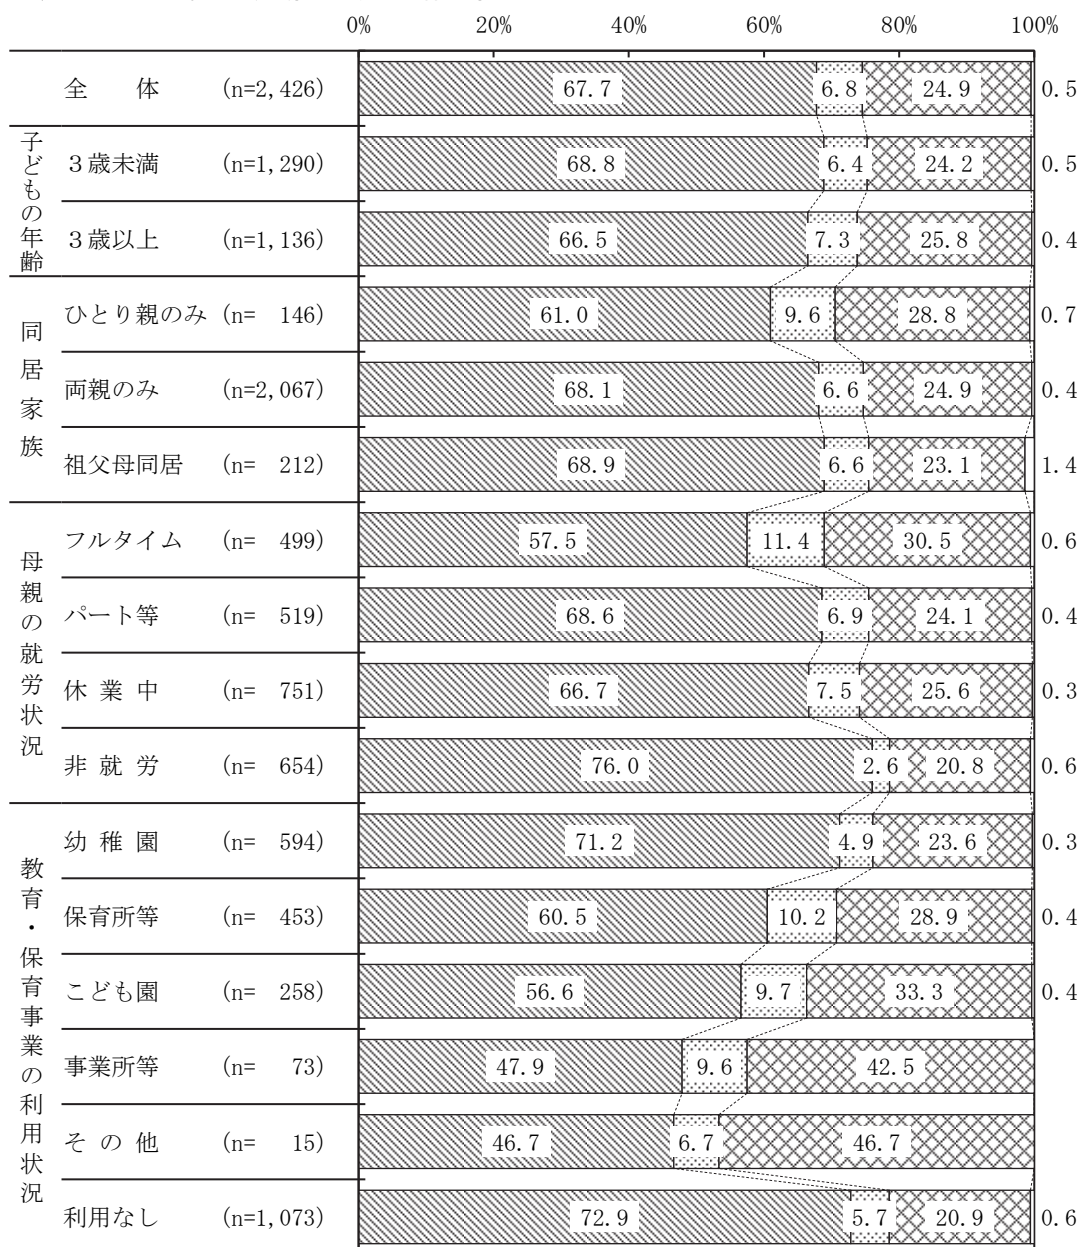 0% 20% 40% 60% 80% 100%
全　体 (n=2,426) 67.7 6.8 24.9 0.5
子どもの年齢
３歳未満 (n=1,290) 68.8 6.4 24.2 0.5
３歳以上 (n=1,136) 66.5 7.3 25.8 0.4
同居家族
ひとり親のみ (n= 146) 61.0 9.6 28.8 0.7
両親のみ (n=2,067) 68.1 6.6 24.9 0.4
祖父母同居 (n= 212) 68.9 6.6 23.1 1.4
母親の就労状況
フルタイム (n= 499) 57.5 11.4 30.5 0.6
パート等 (n= 519) 68.6 6.9 24.1 0.4
休 業 中 (n= 751) 66.7 7.5 25.6 0.3
非 就 労 (n= 654) 76.0 2.6 20.8 0.6
教育・保育事業の利用状況
幼 稚 園 (n= 594) 71.2 4.9 23.6 0.3
保育所等 (n= 453) 60.5 10.2 28.9 0.4
こども園 (n= 258) 56.6 9.7 33.3 0.4
事業所等 (n= 73) 47.9 9.6 42.5
そ の 他 (n= 15) 46.7 6.7 46.7
利用なし (n=1,073) 72.9 5.7 20.9 0.6